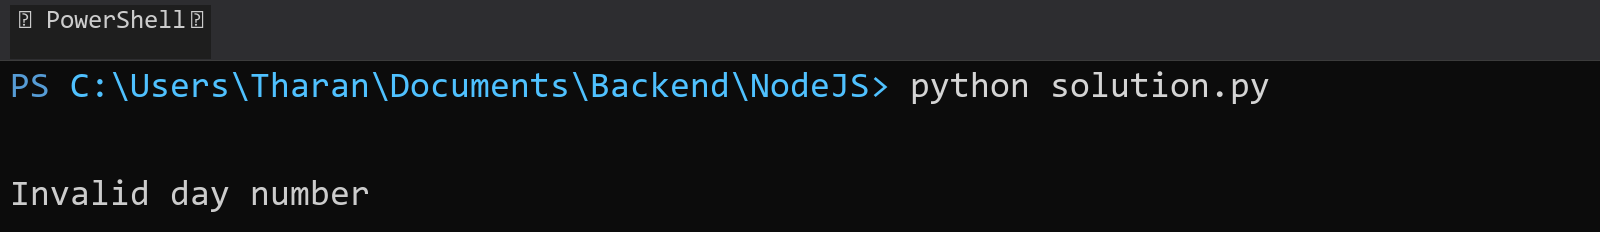 PowerShell
PS C:\Users\Tharan\Documents\Backend\NodeJS> python solution.py
Invalid day number